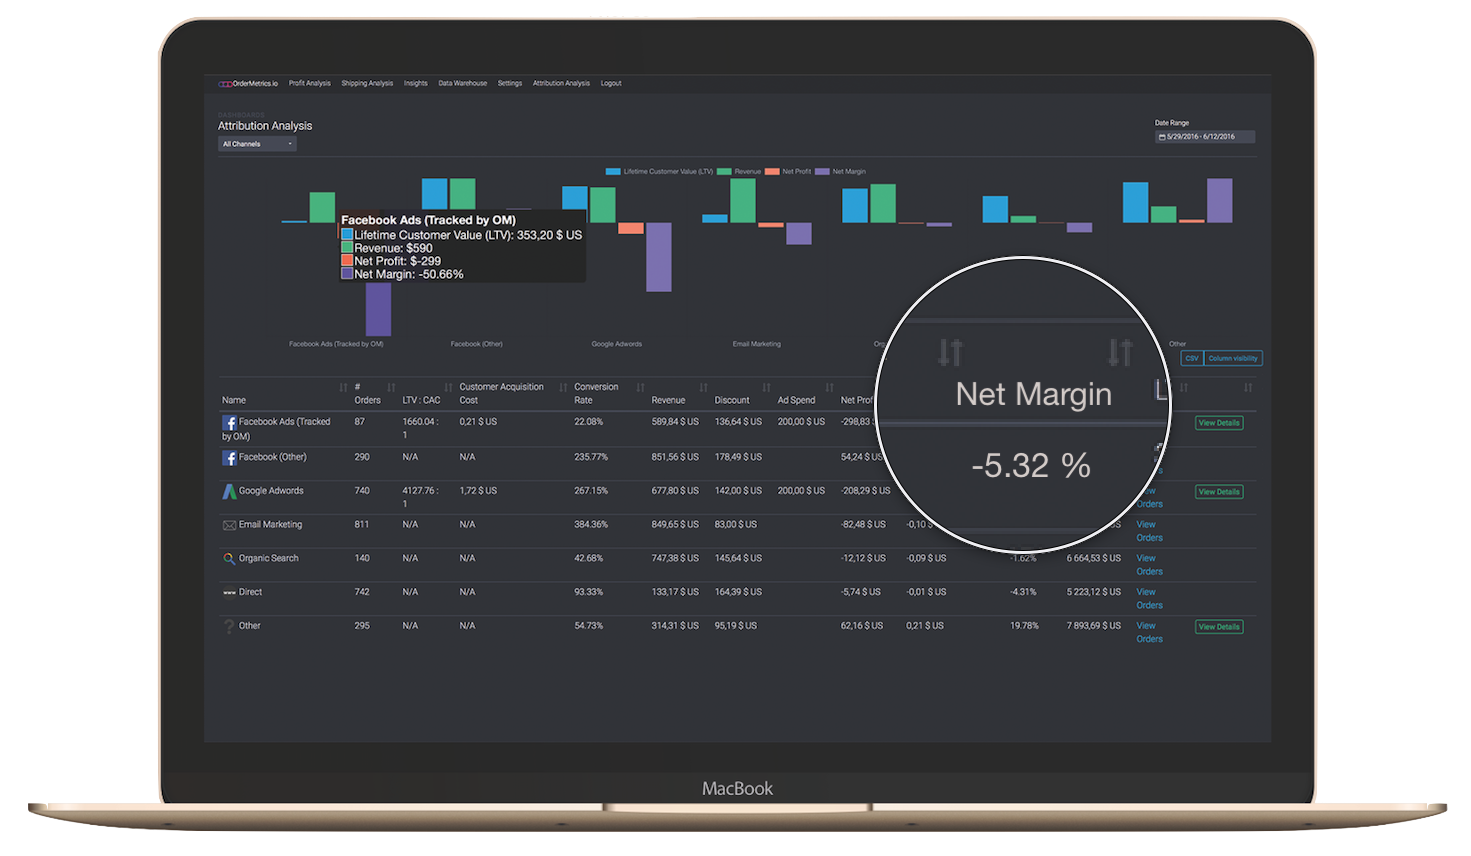 OrderMetrics.io Profit Analysis Shipping Analysis Insights Data Warehouse Settings Attribution Analysis Logout
DASHBOARDS
Attribution Analysis
Date Range
All Channels
5/29/2016 - 6/12/2016
Lifetime Customer Value (LTV) Revenue Net Profit Net Margin
Facebook Ads (Tracked by OM)
Lifetime Customer Value (LTV): 353,20 $ US
Revenue: $590
Net Profit: $-299
Net Margin: -50.66%
Facebook Ads (Tracked by OM) Facebook (Other) Google Adwords Email Marketing Other
CSV Column visibility
Name # Orders LTV : CAC Customer Acquisition Cost Conversion Rate Revenue Discount Ad Spend
Net Margin
-5.32 %
Facebook Ads (Tracked by OM) 87 1660.04 : 1 0,21 $ US 22.08% 589,84 $ US 136,64 $ US 200,00 $ US -298,83 View Details
Facebook (Other) 290 N/A N/A 235.77% 851,56 $ US 178,49 $ US 54,24 $ US
Google Adwords 740 4127.76 : 1 1,72 $ US 267.15% 677,80 $ US 142,00 $ US 200,00 $ US -208,29 $ US Orders View Details
Email Marketing 811 N/A N/A 384.36% 849,65 $ US 83,00 $ US -82,48 $ US -0,10 $ View Orders
Organic Search 140 N/A N/A 42.68% 747,38 $ US 145,64 $ US -12,12 $ US -0,09 $ US -1.62% 6 664,53 $ US View Orders
Direct 742 N/A N/A 93.33% 133,17 $ US 164,39 $ US -5,74 $ US -0,01 $ US -4.31% 5 223,12 $ US View Orders
Other 295 N/A N/A 54.73% 314,31 $ US 95,19 $ US 62,16 $ US 0,21 $ US 19.78% 7 893,69 $ US View Orders View Details
MacBook